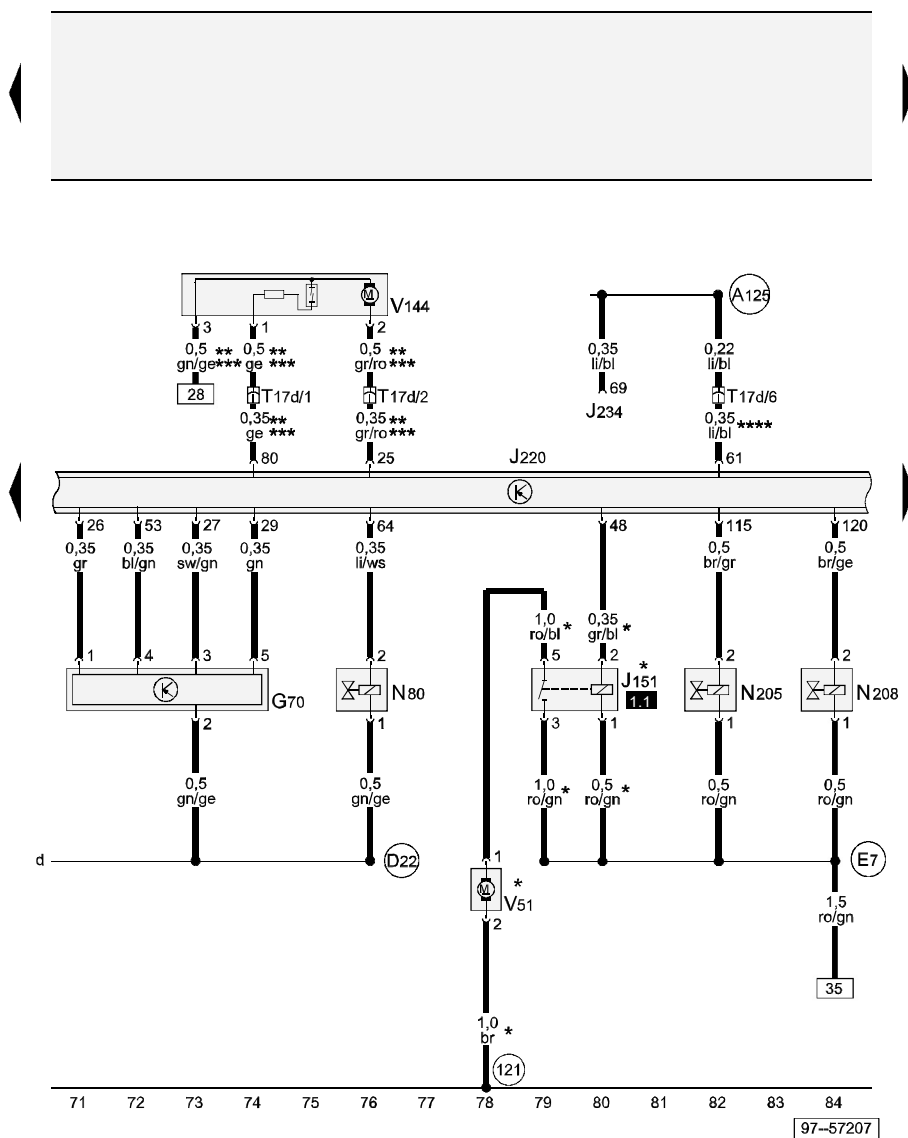 A125
V144
3 1 2
0,5 ** 0,5 ** 0,5 ** 0,35 0,22
gn/ge*** ge *** gr/ro*** li/bl li/bl
28 T17d/1 T17d/2 69 T17d/6
J234
0,35** 0,35** 0,35****
ge *** gr/ro*** li/bl
80 25 J220 61
26 53 27 29 64 48 115 120
0,35 0,35 0,35 0,35 0,35 0,5 0,5
gr bl/gn sw/gn gn li/ws br/gr br/ge
1,0 * 0,35 *
ro/bl gr/bl
1 4 3 5 2 5 2 2 2
*
G70 N80 J151 N205 N208
1.1
2 1 3 1 1 1
0,5 0,5 1,0 0,5 0,5 0,5
gn/ge gn/ge ro/gn* ro/gn* ro/gn ro/gn
d D22 1 E7
*
V51
2
1,5
ro/gn
35
1,0 *
br
121
71 72 73 74 75 76 77 78 79 80 81 82 83 84
97--57207